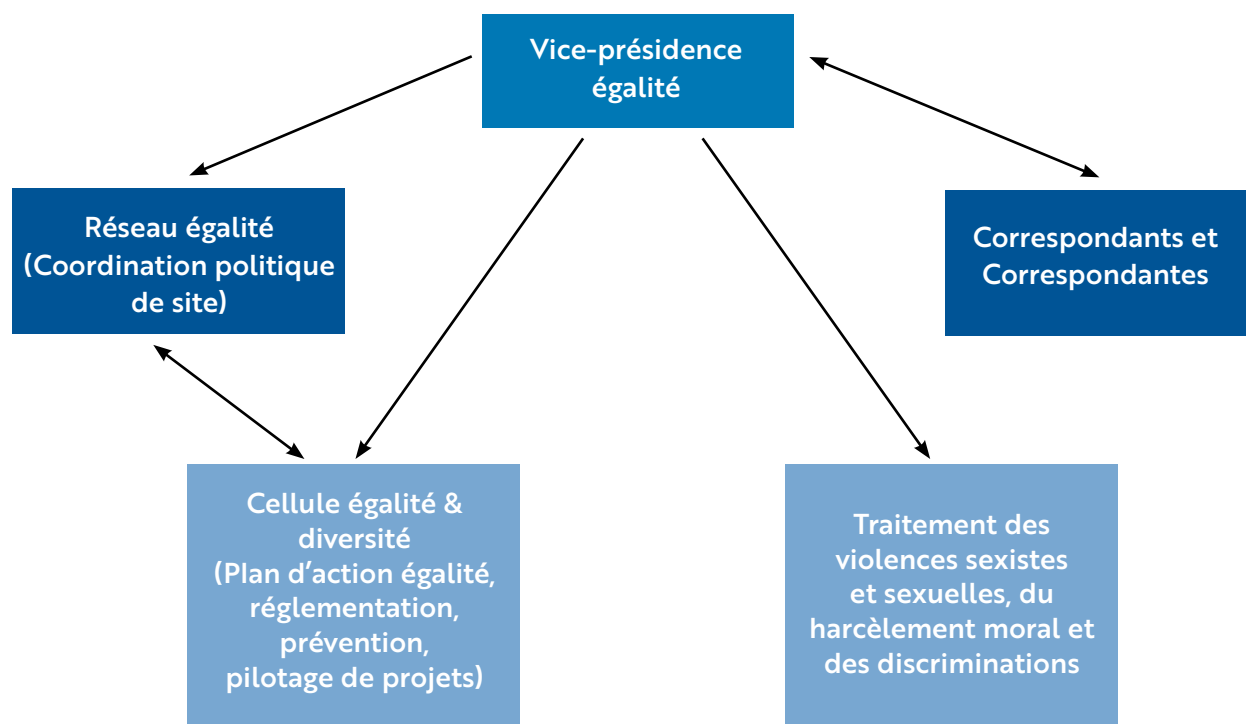 Vice-présidence
égalité
Réseau égalité
(Coordination politique
de site)
Correspondants et
Correspondantes
Cellule égalité &
diversité
(Plan d’action égalité,
réglementation,
prévention,
pilotage de projets)
Traitement des
violences sexistes
et sexuelles, du
harcèlement moral et
des discriminations